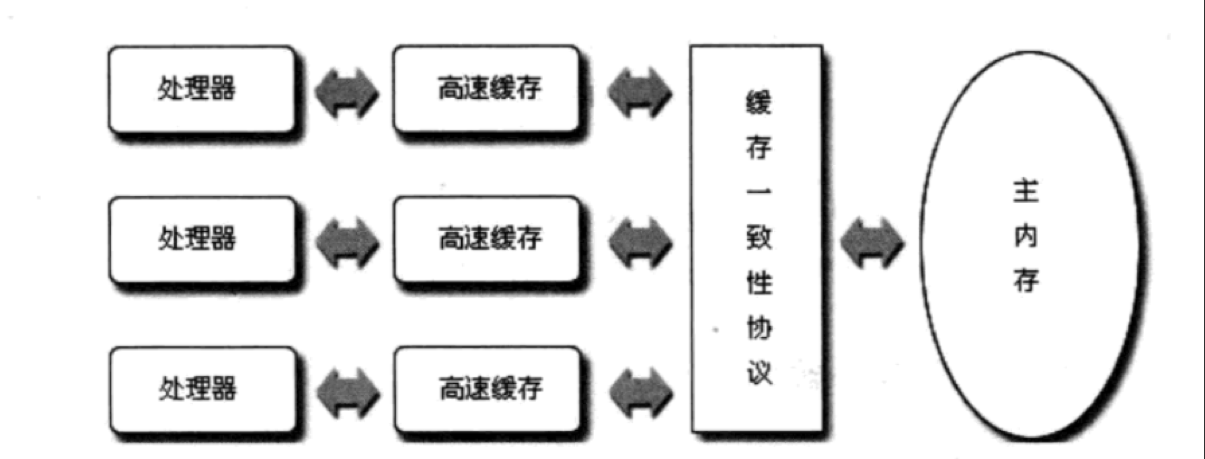 处理器
高速缓存
处理器
高速缓存
处理器
高速缓存
缓存一致性协议
主内存